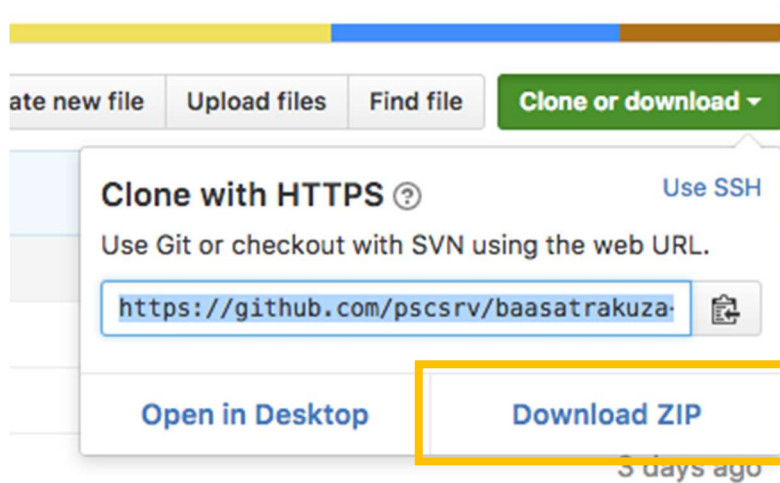 ate new file Upload files Find file Clone or download
Clone with HTTPS ? Use SSH
Use Git or checkout with SVN using the web URL.
https://github.com/pscsrv/baasatrakuza-
Open in Desktop Download ZIP
3 days ago